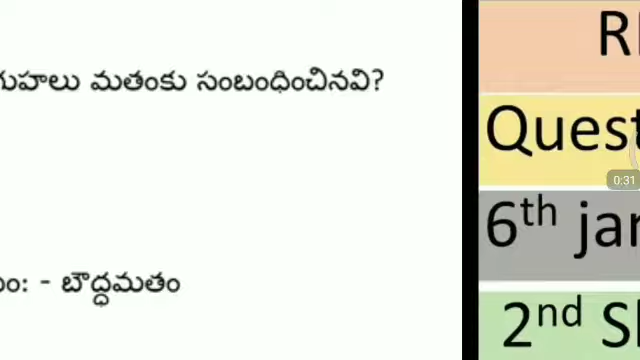 గుహలు మతంకు సంబంధించినవి?
- బౌద్ధమతం
Quest
6th jan
2nd
0:31